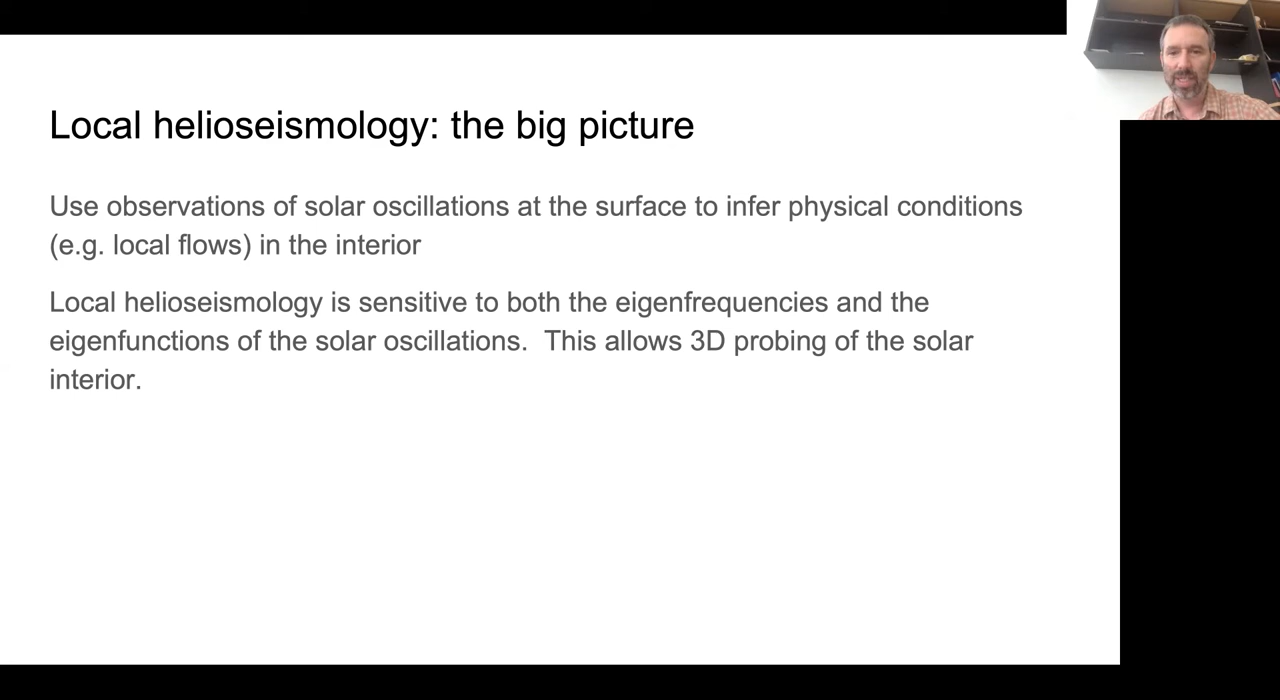 Local helioseismology: the big picture
Use observations of solar oscillations at the surface to infer physical conditions
(e.g. local flows) in the interior
Local helioseismology is sensitive to both the eigenfrequencies and the
eigenfunctions of the solar oscillations.  This allows 3D probing of the solar
interior.